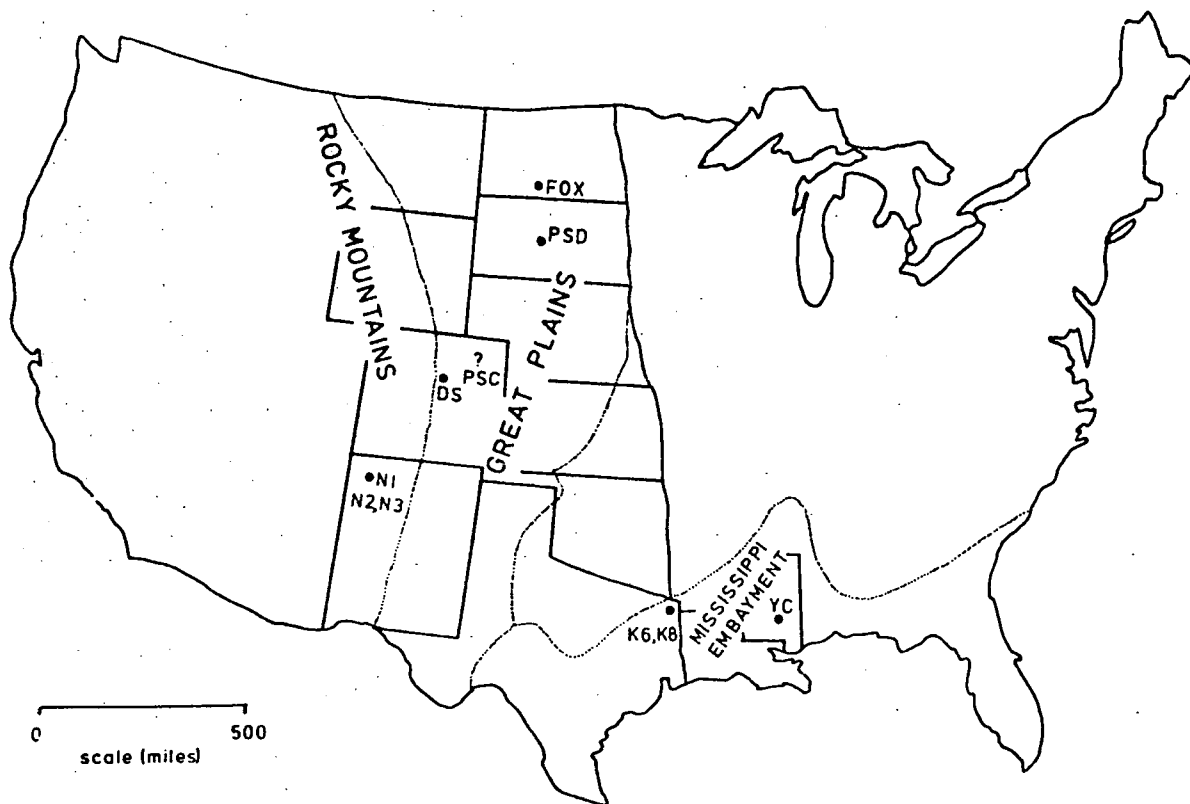 ROCKY MOUNTAINS
FOX
PSD
GREAT PLAINS
?
PSC
DS
N1
N2,N3
MISSISSIPPI
EMBAYMENT
YC
K6,K8
0 500
scale (miles)